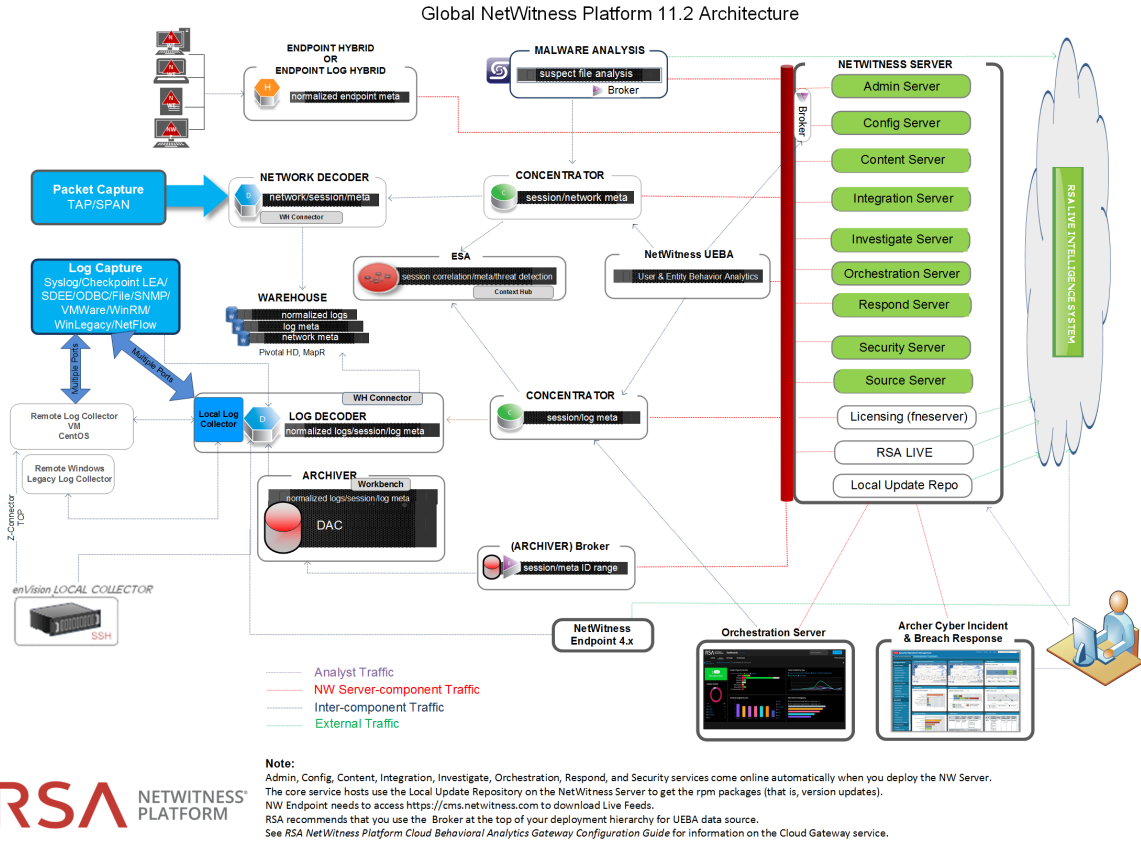 Global NetWitness Platform 11.2 Architecture
ENDPOINT HYBRID
OR
ENDPOINT LOG HYBRID
H
normalized endpoint meta
MALWARE ANALYSIS
suspect file analysis
Broker
NETWITNESS SERVER
Broker
Admin Server
Config Server
Content Server
Integration Server
Investigate Server
Orchestration Server
Respond Server
Security Server
Source Server
Licensing (fneserver)
RSA LIVE
Local Update Repo
RSA LIVE INTELLIGENCE SYSTEM
Packet Capture
TAP/SPAN
NETWORK DECODER
D
network/session/meta
WH Connector
CONCENTRATOR
C
session/network meta
Log Capture
Syslog/Checkpoint LEA/
SDEE/ODBC/File/SNMP/
VMWare/WinRM/
WinLegacy/NetFlow
ESA
session correlation/meta/threat detection
Context Hub
NetWitness UEBA
User & Entity Behavior Analytics
WAREHOUSE
normalized logs
log meta
network meta
Pivotal HD, MapR
Multiple Ports
Multiple Ports
Remote Log Collector
VM
CentOS
Remote Windows
Legacy Log Collector
Local Log
Collector
WH Connector
D
LOG DECODER
normalized logs/session/log meta
CONCENTRATOR
C
session/log meta
ARCHIVER
Workbench
normalized logs/session/log meta
DAC
Z-Connector
TCP
(ARCHIVER) Broker
session/meta ID range
enVision LOCAL COLLECTOR
SSH
NetWitness
Endpoint 4.x
Orchestration Server
RSA
Archer Cyber Incident
& Breach Response
Analyst Traffic
NW Server-component Traffic
Inter-component Traffic
External Traffic
Note:
Admin, Config, Content, Integration, Investigate, Orchestration, Respond, and Security services come online automatically when you deploy the NW Server.
The core service hosts use the Local Update Repository on the NetWitness Server to get the rpm packages (that is, version updates).
NW Endpoint needs to access https://cms.netwitness.com to download Live Feeds.
RSA recommends that you use the Broker at the top of your deployment hierarchy for UEBA data source.
See RSA NetWitness Platform Cloud Behavioral Analytics Gateway Configuration Guide for information on the Cloud Gateway service.
RSA
NETWITNESS®
PLATFORM